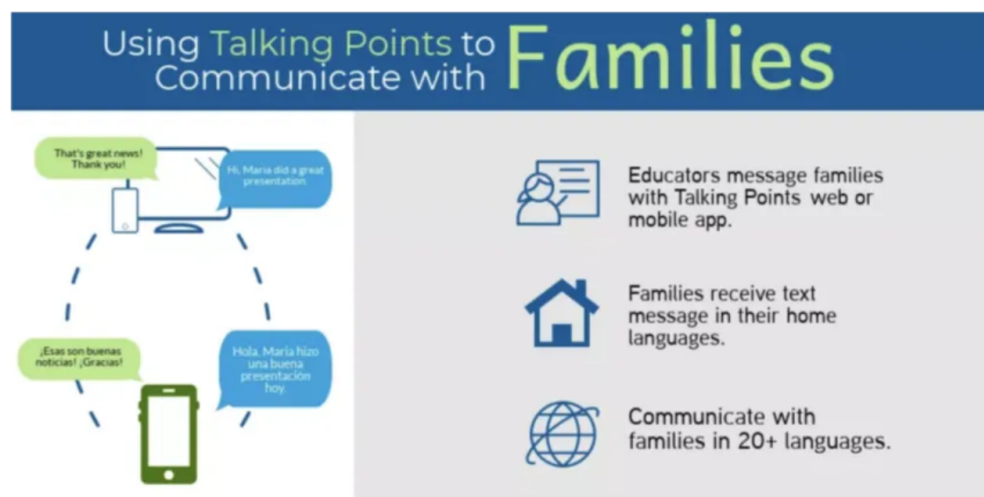 Using Talking Points to
Communicate with
Families
That's great news!
Thank you!
Hi, Maria did a great
presentation
¡Esas son buenas
noticias! ¡Gracias!
Hola. María hizo
una buena
presentación
hoy.
Educators message families
with Talking Points web or
mobile app.
Families receive text
message in their home
languages.
Communicate with
families in 20+ languages.